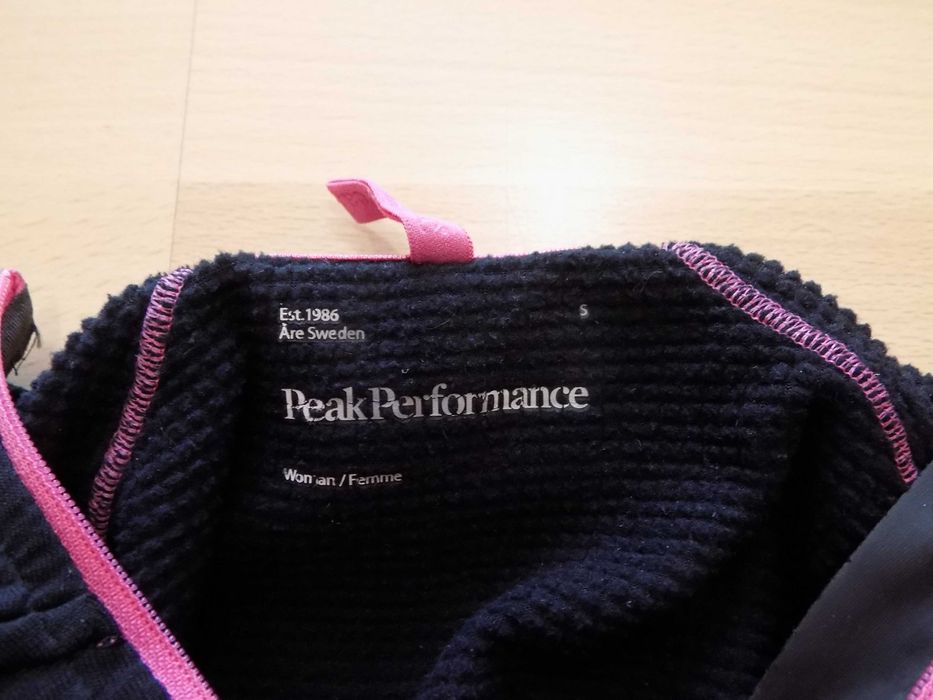 Est.1986
S
Åre Sweden
PeakPerformance
Woman / Femme